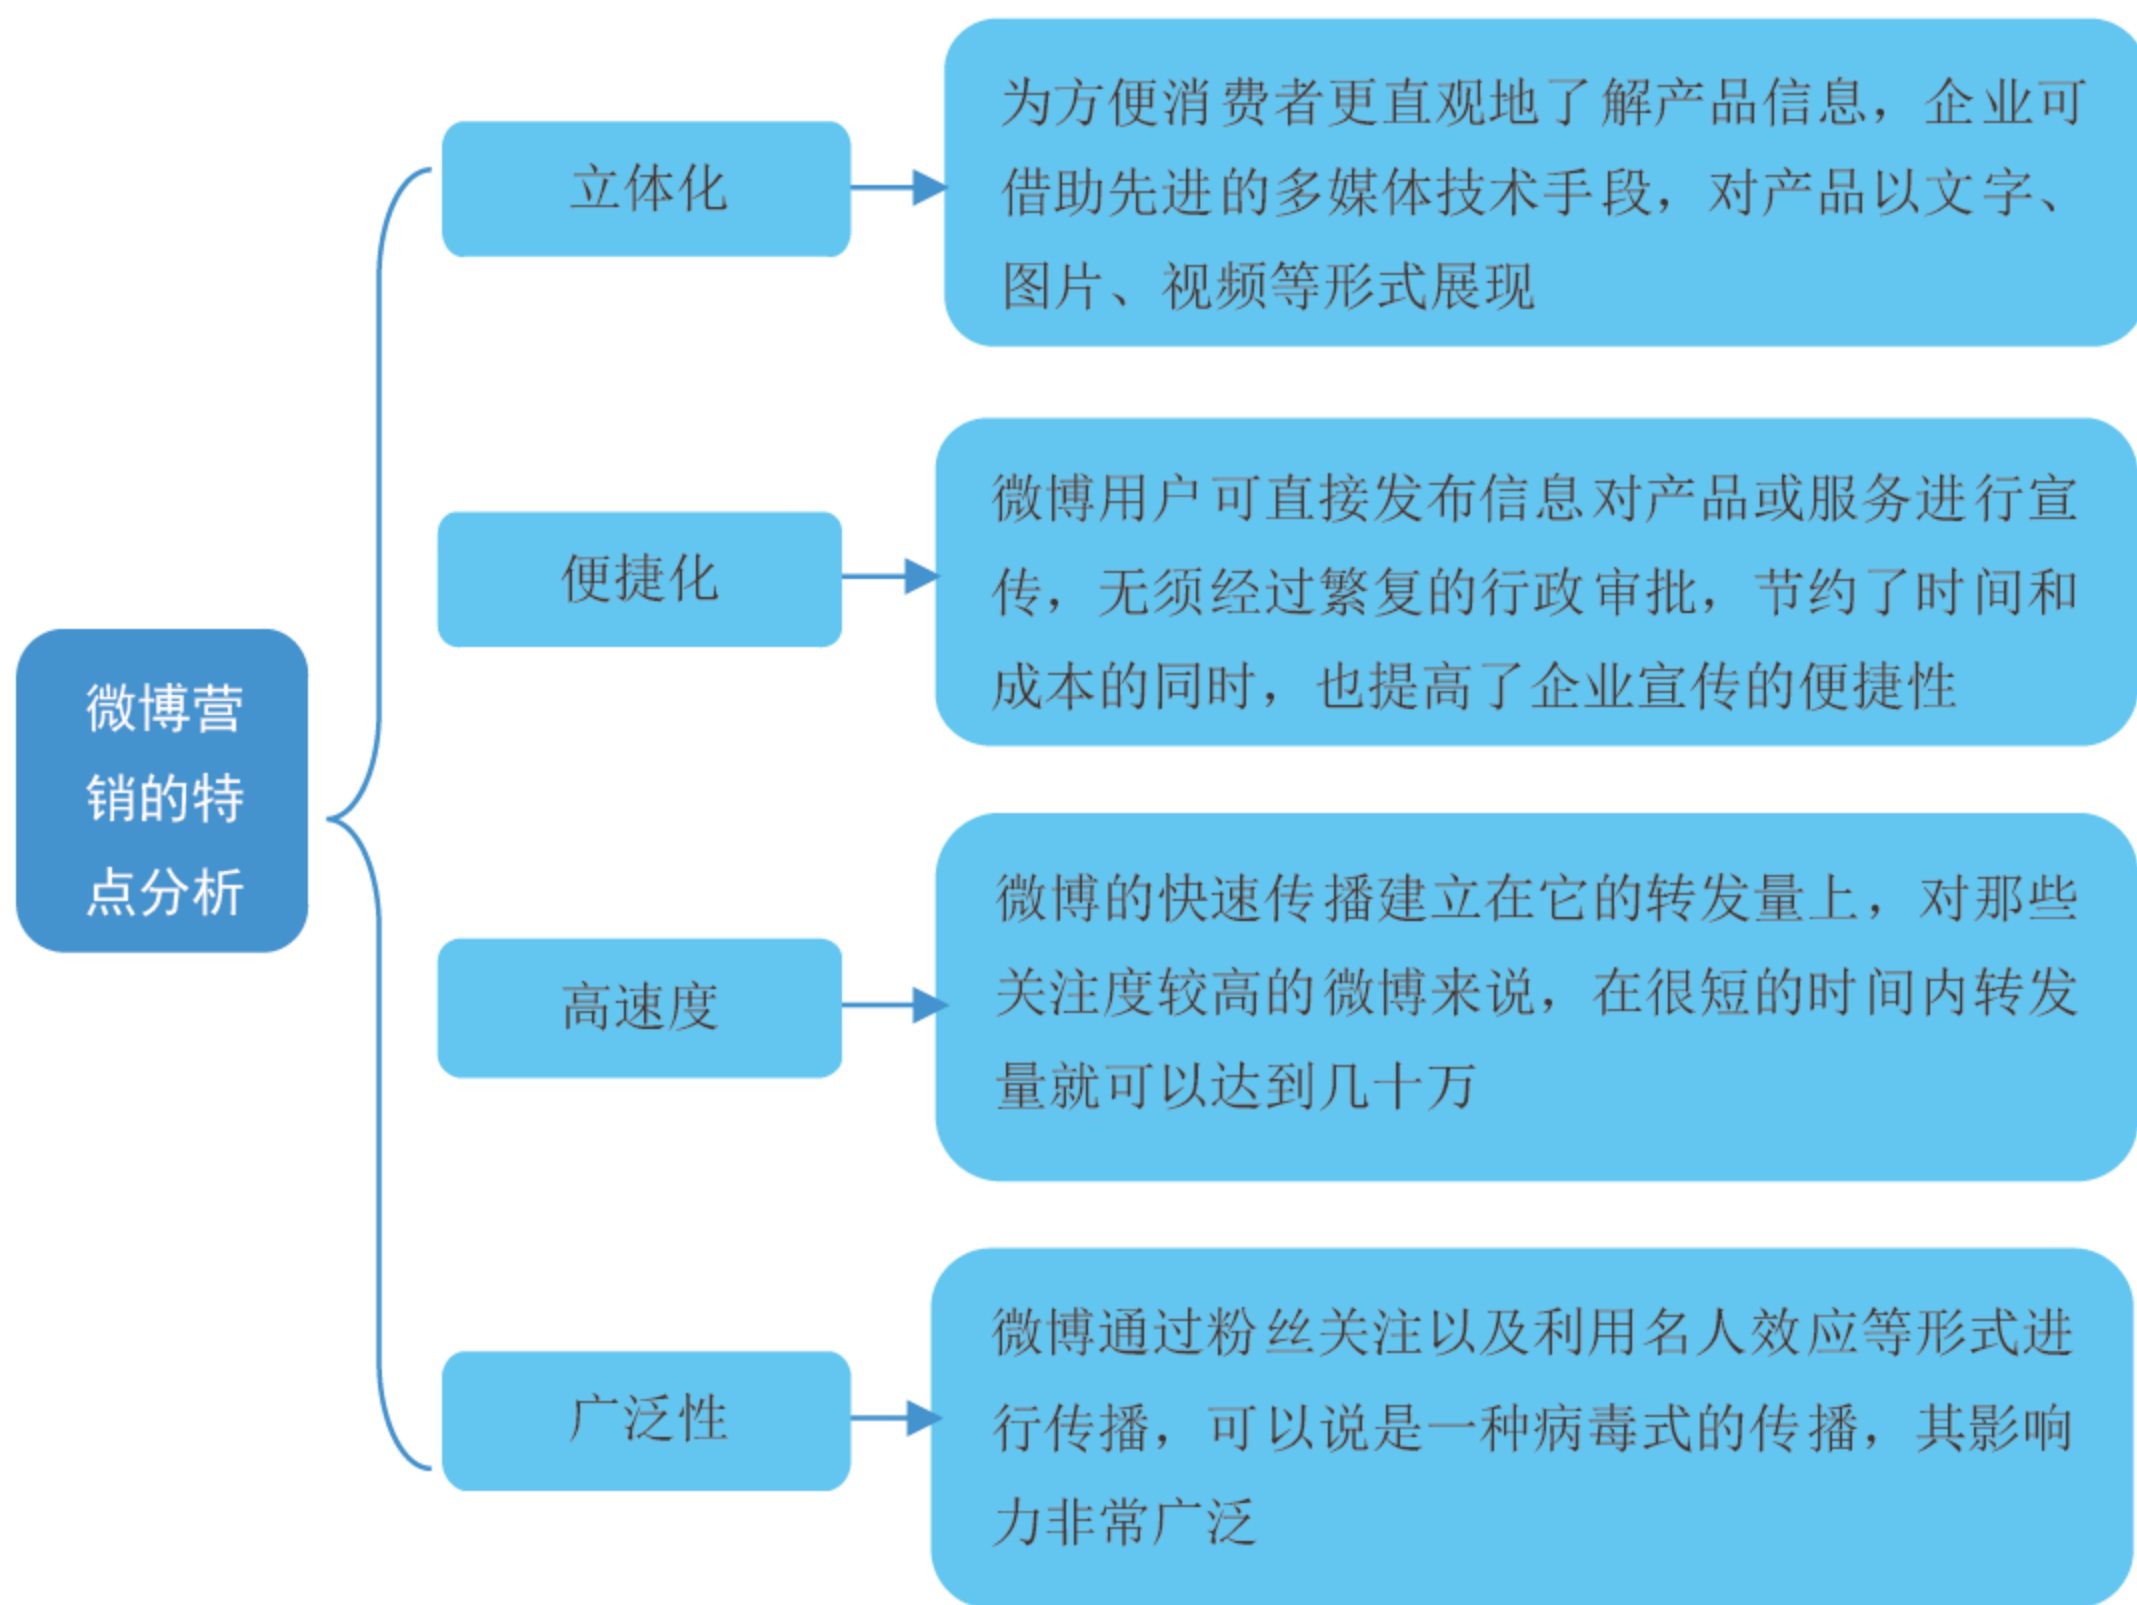 微博营
销的特
点分析
立体化
为方便消费者更直观地了解产品信息，企业可
借助先进的多媒体技术手段，对产品以文字、
图片、视频等形式展现
便捷化
微博用户可直接发布信息对产品或服务进行宣
传，无须经过繁复的行政审批，节约了时间和
成本的同时，也提高了企业宣传的便捷性
高速度
微博的快速传播建立在它的转发量上，对那些
关注度较高的微博来说，在很短的时间内转发
量就可以达到几十万
广泛性
微博通过粉丝关注以及利用名人效应等形式进
行传播，可以说是一种病毒式的传播，其影响
力非常广泛